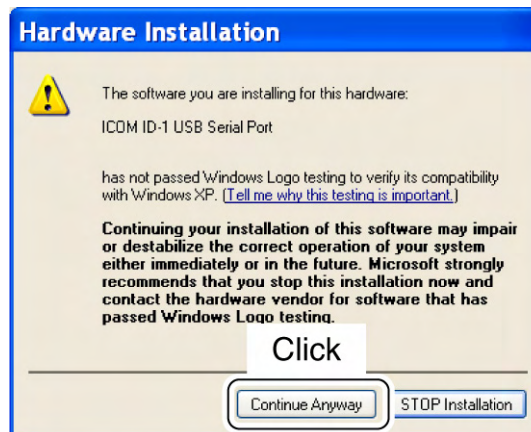 Hardware Installation
The software you are installing for this hardware:
ICOM ID-1 USB Serial Port
has not passed Windows Logo testing to verify its compatibility
with Windows XP. (Tell me why this testing is important.)
Continuing your installation of this software may impair
or destabilize the correct operation of your system
either immediately or in the future. Microsoft strongly
recommends that you stop this installation now and
contact the hardware vendor for software that has
passed Windows Logo testing.
Click
Continue Anyway STOP Installation